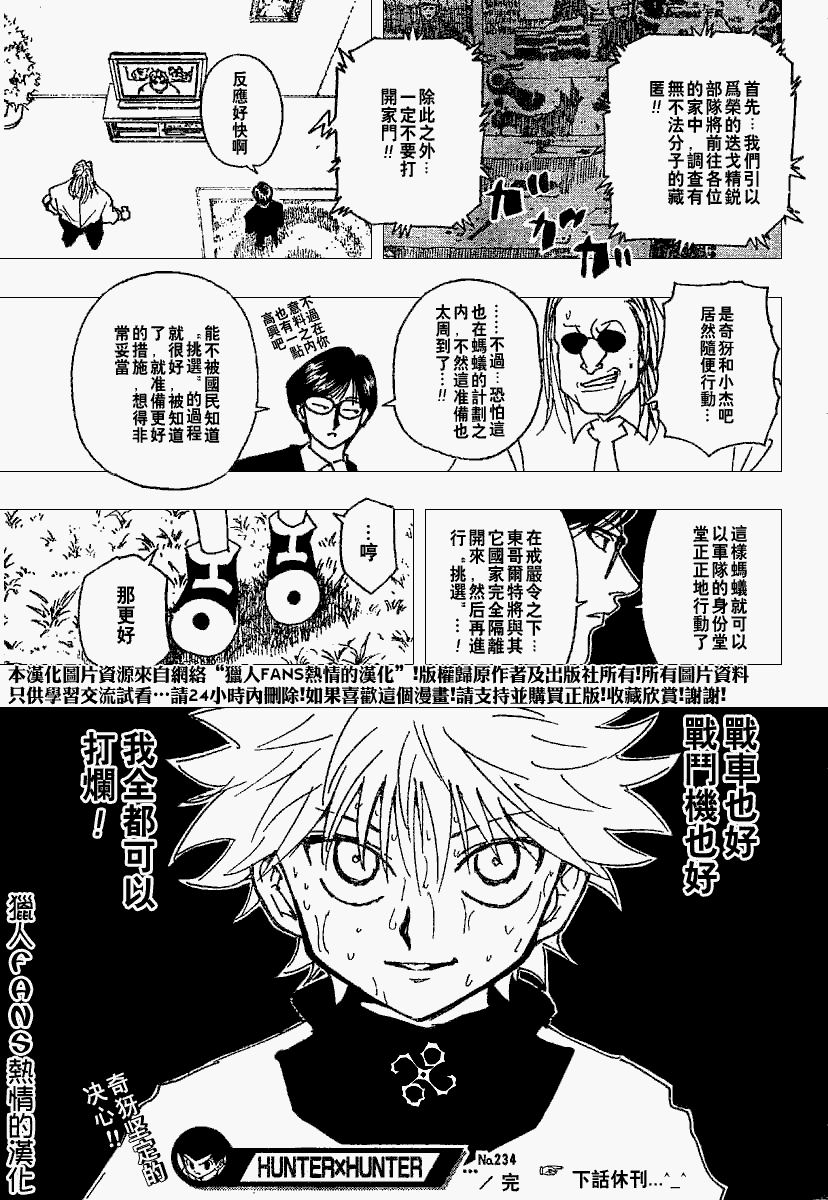 首先…我們引以
爲榮的迭戈精銳
部隊將前往各位
的家中,調查有
無不法分子的藏
匿!!
除此之外…
一定不要打
開家門!!
ガガガ
反應好快啊
是奇犽和小杰吧
居然隨便行動…
……不過…恐怕這
也在螞蟻的計劃之
内,不然這准備也
太周到了…!!
不過在你
意料之内
也有一點
高興吧
能不被國民知道
“挑選”的過程
就很好,被知道
了,就准備更好
的措施,想得非
常妥當
這樣螞蟻就可以
以軍隊的身份堂
堂正正地行動了
在戒嚴令之下…
東哥爾特將與其
它國家完全隔離
開來,然后再進
行“挑選”…!
…哼
那更好
本漢化圖片資源來自網絡“獵人FANS熱情的漢化”!版權歸原作者及出版社所有!所有圖片資料
只供學習交流試看…請24小時内刪除!如果喜歡這個漫畫!請支持並購買正版!收藏欣賞!謝謝!
戰車也好
戰鬥機也好
我全都可以
打爛!
獵人FANS熱情的漢化
奇犽坚定的
决心!!
HUNTER×HUNTER…No.234/完
☞下話休刊…^_^